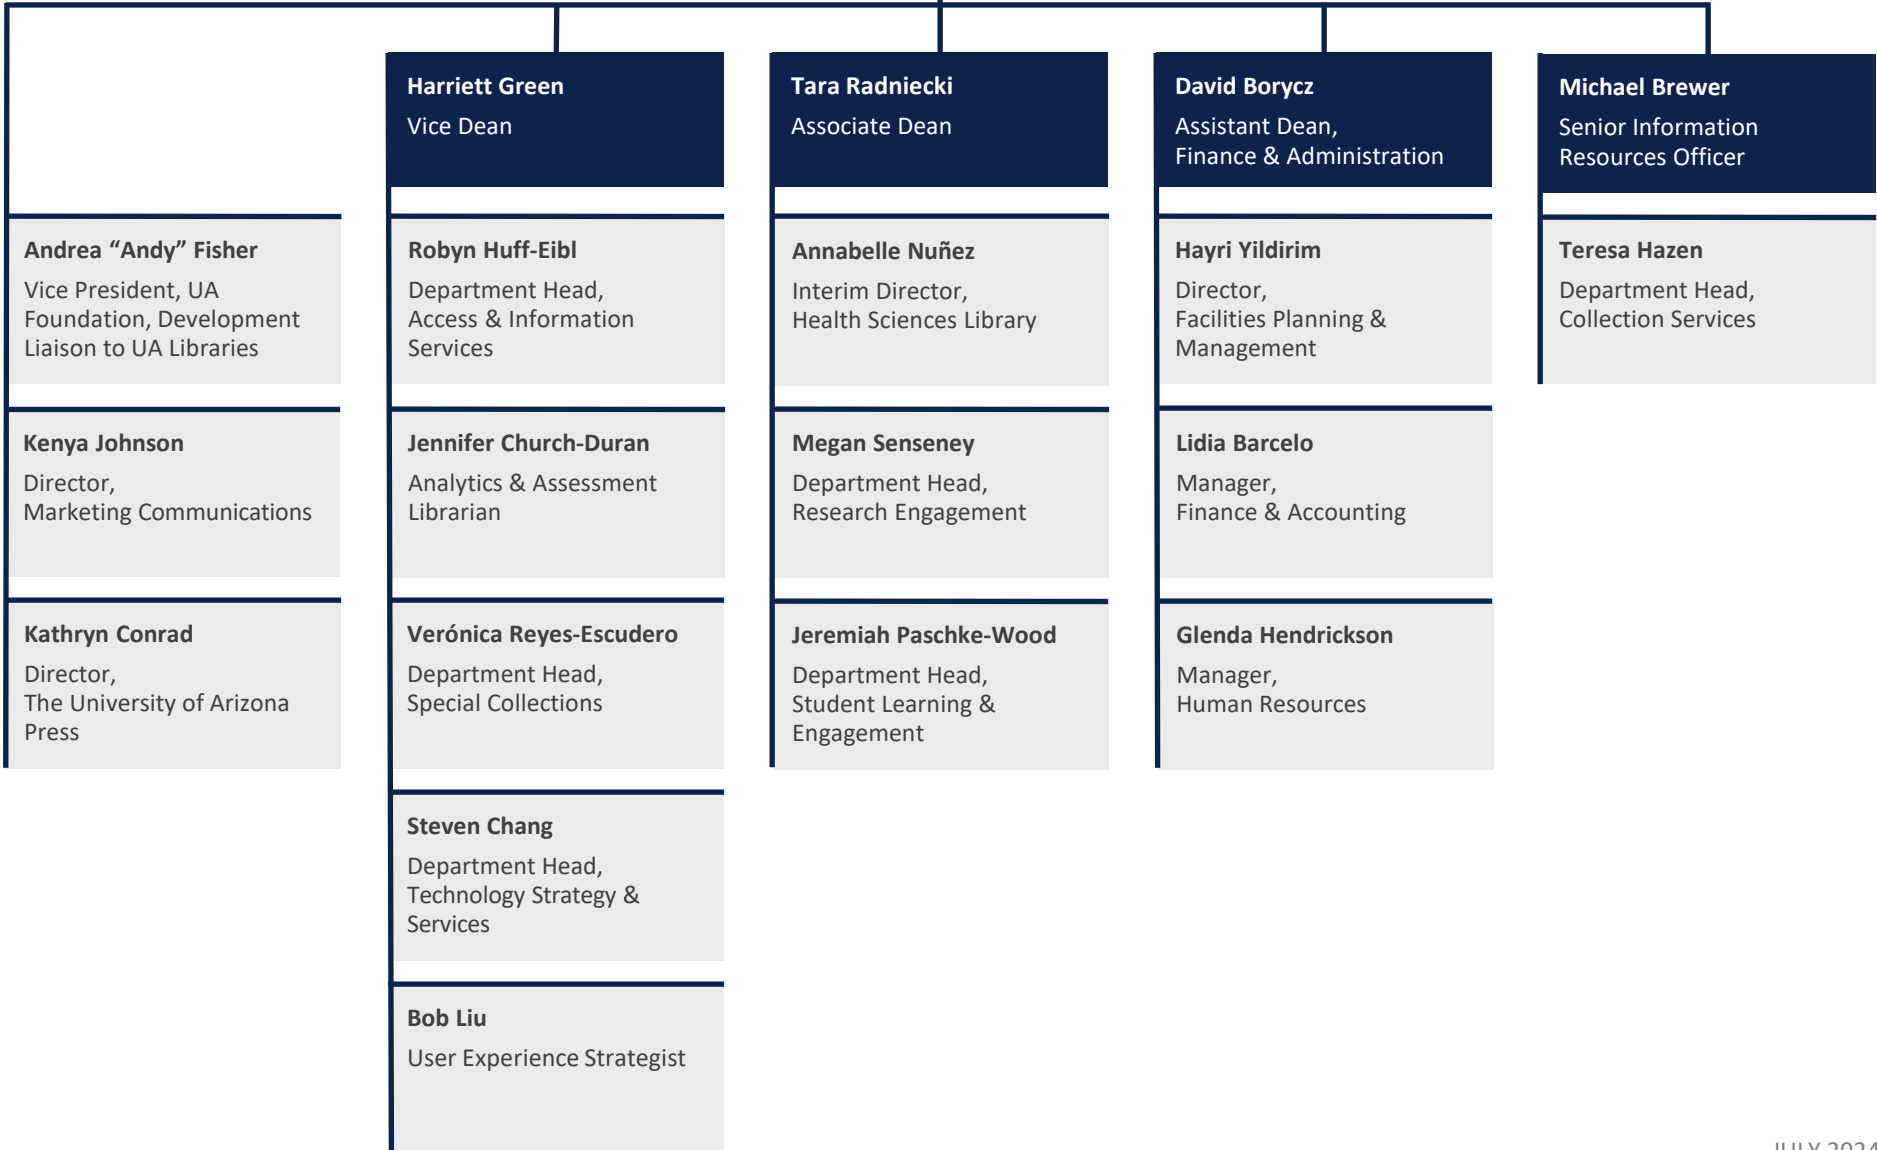 Harriett Green
Vice Dean
Tara Radniecki
Associate Dean
David Borycz
Assistant Dean,
Finance & Administration
Michael Brewer
Senior Information
Resources Officer
Andrea “Andy” Fisher
Vice President, UA
Foundation, Development
Liaison to UA Libraries
Kenya Johnson
Director,
Marketing Communications
Kathryn Conrad
Director,
The University of Arizona
Press
Robyn Huff-Eibl
Department Head,
Access & Information
Services
Jennifer Church-Duran
Analytics & Assessment
Librarian
Verónica Reyes-Escudero
Department Head,
Special Collections
Steven Chang
Department Head,
Technology Strategy &
Services
Bob Liu
User Experience Strategist
Annabelle Nuñez
Interim Director,
Health Sciences Library
Megan Senseney
Department Head,
Research Engagement
Jeremiah Paschke-Wood
Department Head,
Student Learning &
Engagement
Hayri Yildirim
Director,
Facilities Planning &
Management
Lidia Barcelo
Manager,
Finance & Accounting
Glenda Hendrickson
Manager,
Human Resources
Teresa Hazen
Department Head,
Collection Services
JULY 2024